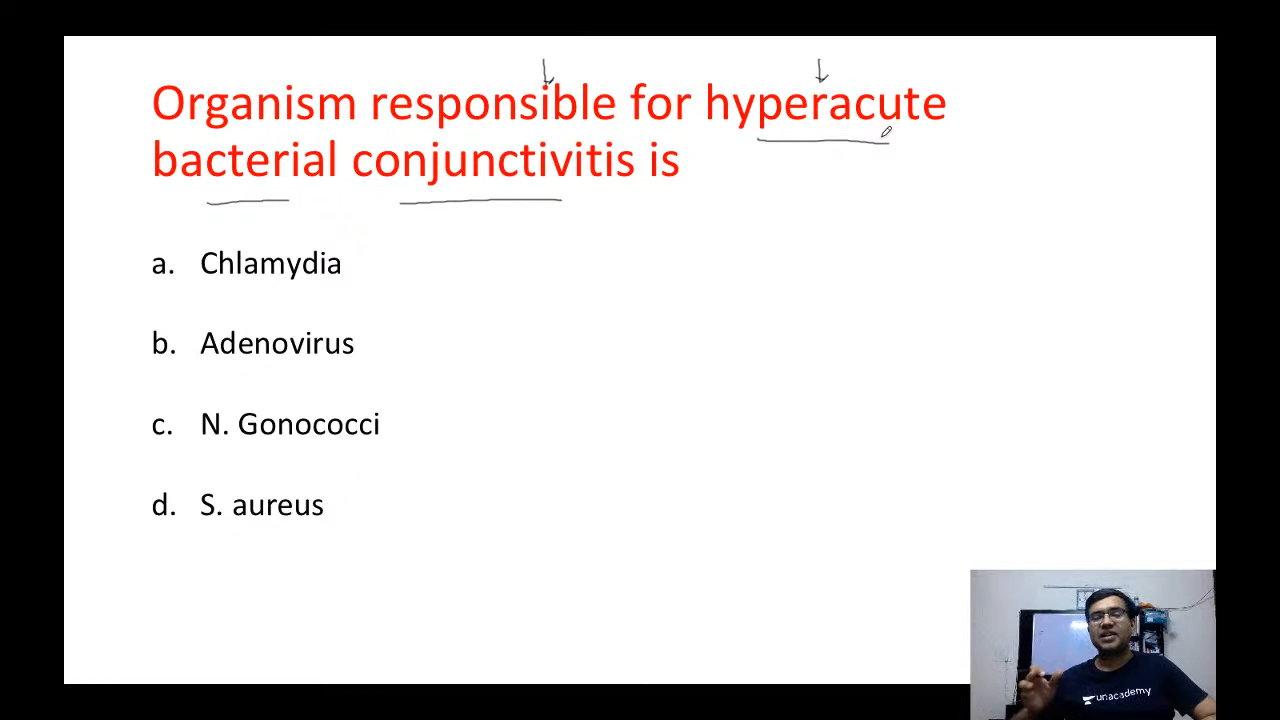 Organism responsible for hyperacute
bacterial conjunctivitis is
a. Chlamydia
b. Adenovirus
c. N. Gonococci
d. S. aureus
unacademy